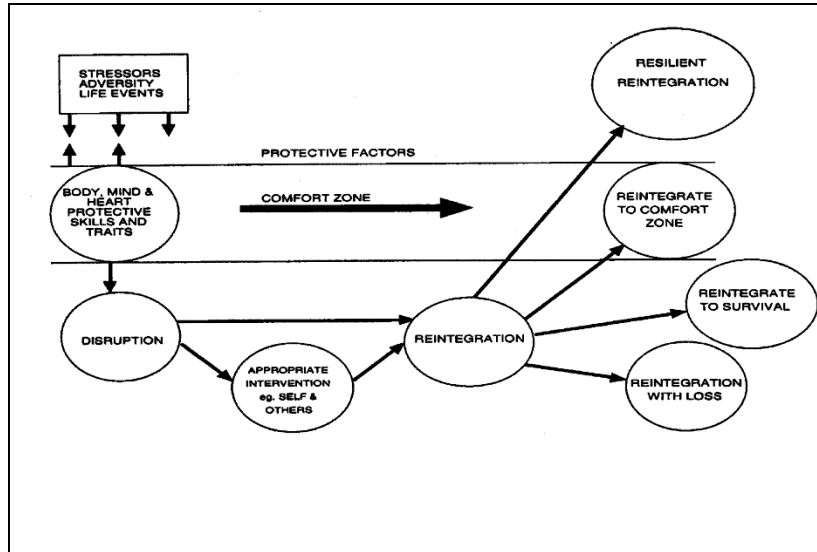 STRESSORS
ADVERSITY
LIFE EVENTS
RESILIENT
REINTEGRATION
PROTECTIVE FACTORS
BODY, MIND &
HEART
PROTECTIVE
SKILLS AND
TRAITS
COMFORT ZONE
REINTEGRATE
TO COMFORT
ZONE
DISRUPTION
APPROPRIATE
INTERVENTION
eg. SELF &
OTHERS
REINTEGRATION
REINTEGRATE
TO SURVIVAL
REINTEGRATION
WITH LOSS